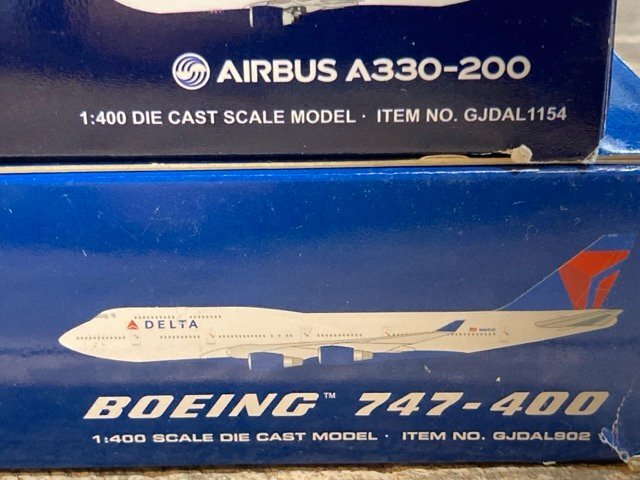 AIRBUS A330-200
1:400 DIE CAST SCALE MODEL · ITEM NO. GJDAL1154
DELTA
BOEING™ 747-400
1:400 SCALE DIE CAST MODEL · ITEM NO. GJDAL902